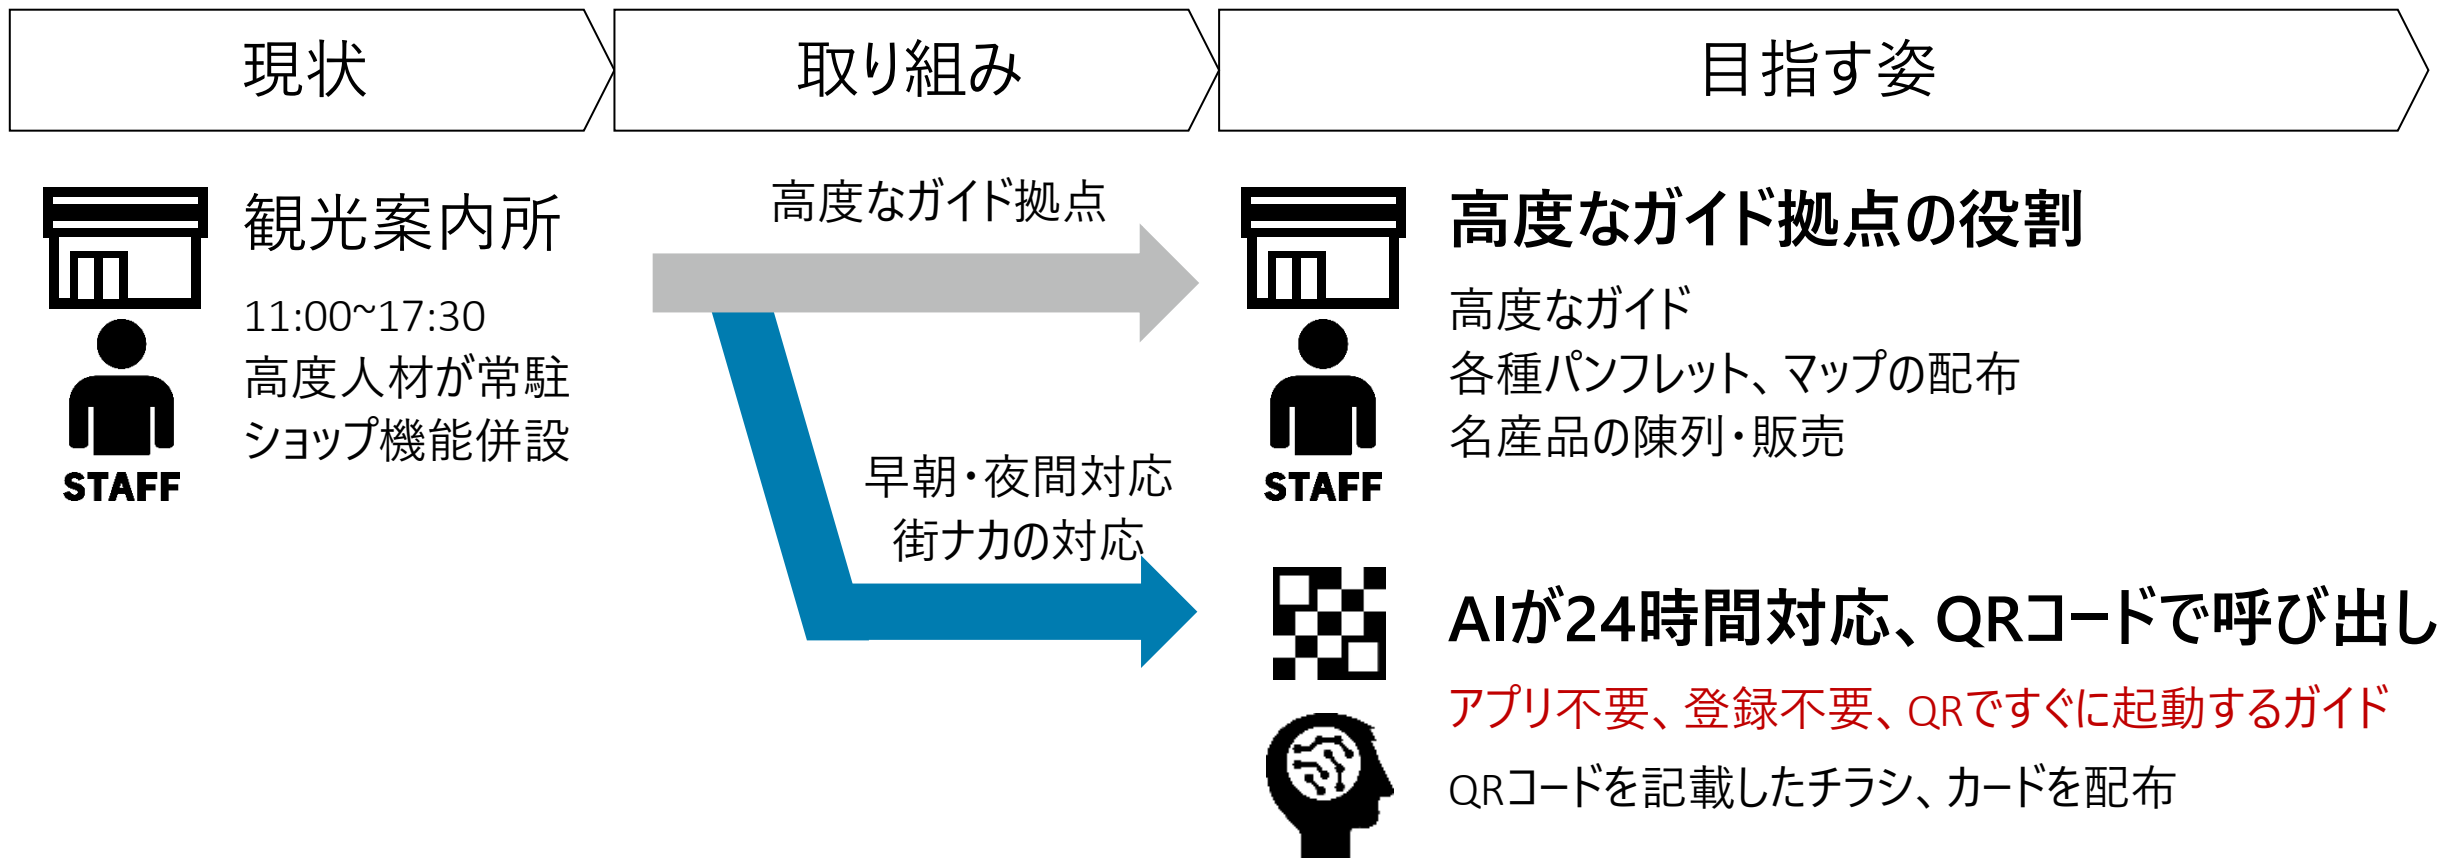 現状
取り組み
目指す姿
観光案内所
11:00~17:30
高度人材が常駐
ショップ機能併設
STAFF
高度なガイド拠点
早朝・夜間対応
街ナカの対応
高度なガイド拠点の役割
高度なガイド
各種パンフレット、マップの配布
名産品の陳列・販売
STAFF
AIが24時間対応、QRコードで呼び出し
アプリ不要、登録不要、QRですぐに起動するガイド
QRコードを記載したチラシ、カードを配布